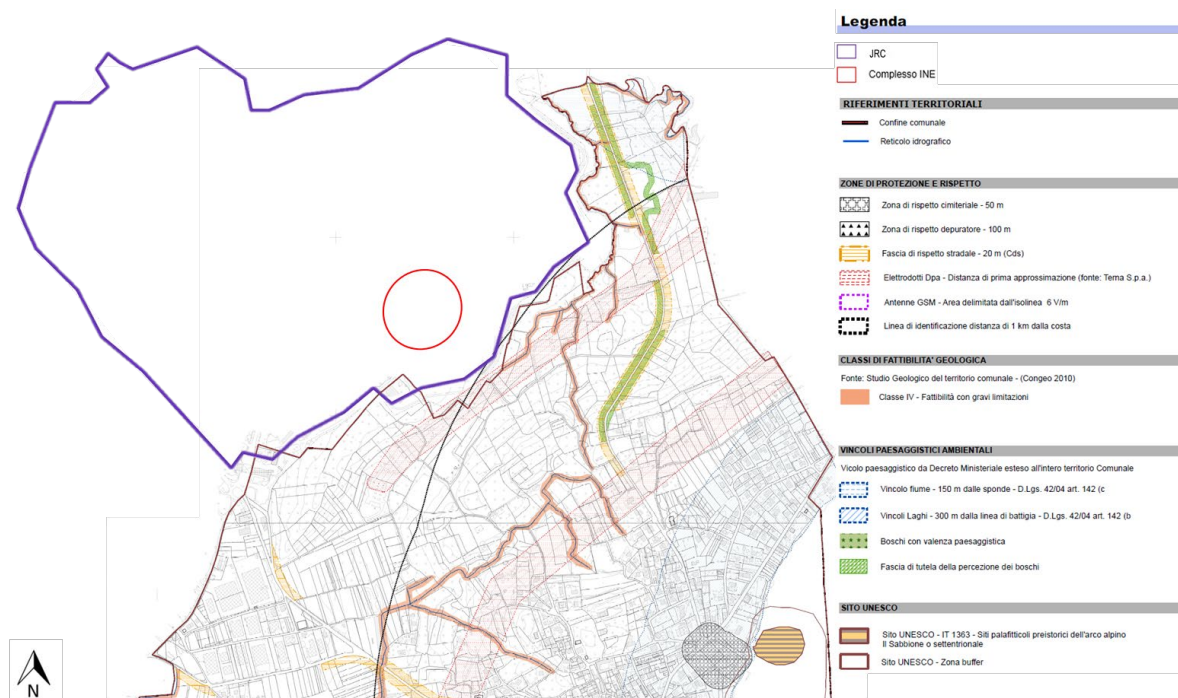 Legenda
JRC
Complesso INE
RIFERIMENTI TERRITORIALI
Confine comunale
Reticolo idrografico
ZONE DI PROTEZIONE E RISPETTO
Zona di rispetto cimiteriale - 50 m
Zona di rispetto depuratore - 100 m
Fascia di rispetto stradale - 20 m (Cds)
Elettrodotti Dpa - Distanza di prima approssimazione (fonte: Terna S.p.a.)
Antenne GSM - Area delimitata dall'isolinea 6 V/m
Linea di identificazione distanza di 1 km dalla costa
CLASSI DI FATTIBILITA' GEOLOGICA
Fonte: Studio Geologico del territorio comunale - (Congeo 2010)
Classe IV - Fattibilità con gravi limitazioni
VINCOLI PAESAGGISTICI AMBIENTALI
Vicolo paesaggistico da Decreto Ministeriale esteso all'intero territorio Comunale
Vincolo fiume - 150 m dalle sponde - D.Lgs. 42/04 art. 142 (c
Vincoli Laghi - 300 m dalla linea di battigia - D.Lgs. 42/04 art. 142 (b
Boschi con valenza paesaggistica
Fascia di tutela della percezione dei boschi
SITO UNESCO
Sito UNESCO - IT 1363 - Siti palafitticoli preistorici dell'arco alpino
Il Sabbione o settentrionale
Sito UNESCO - Zona buffer
N